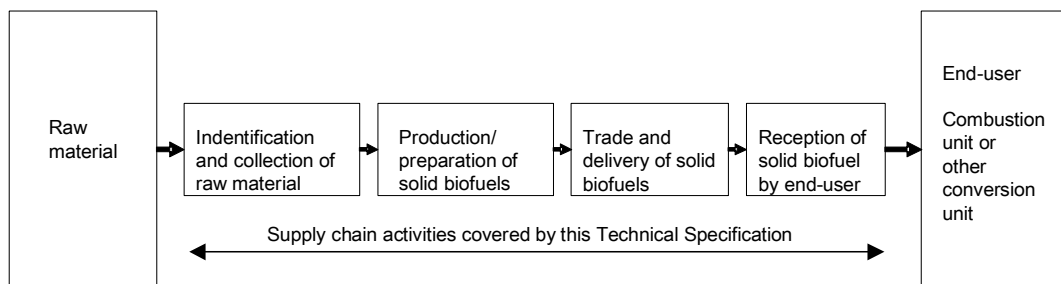 Raw
material
Indentification
and collection of
raw material
Production/
preparation of
solid biofuels
Trade and
delivery of solid
biofuels
Reception of
solid biofuel
by end-user
End-user
Combustion
unit or
other
conversion
unit
Supply chain activities covered by this Technical Specification